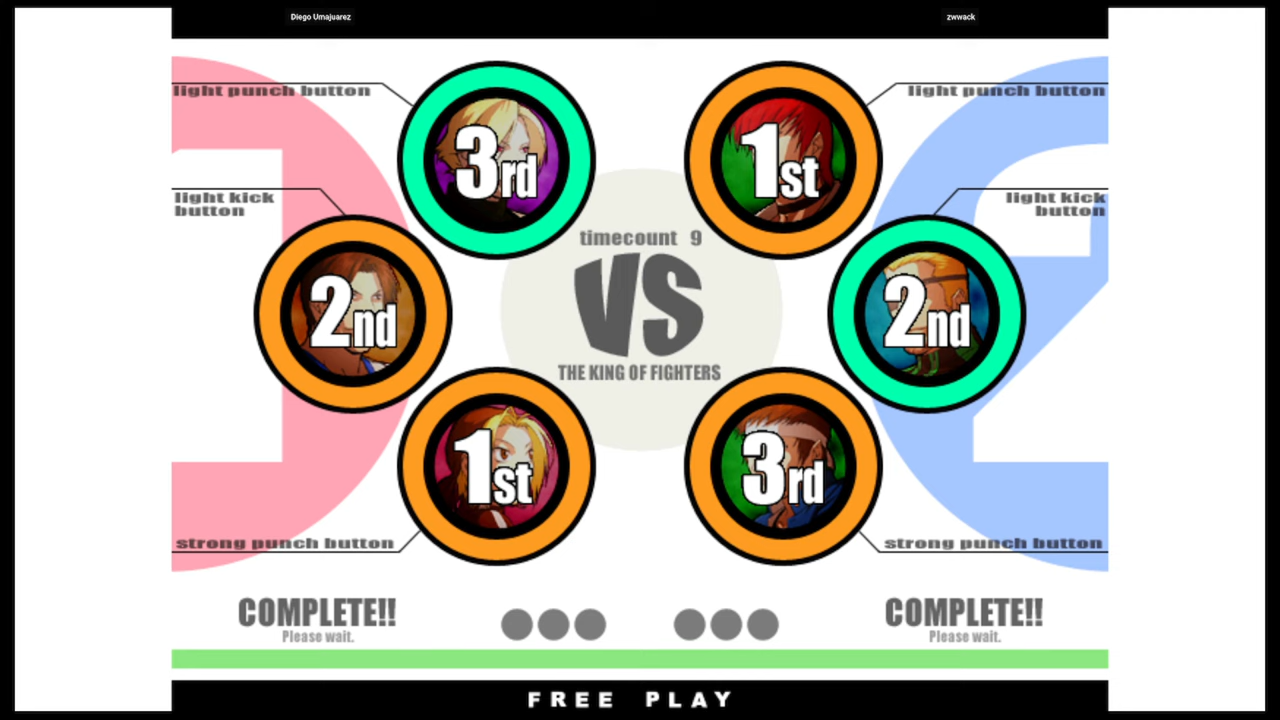 Diego Umajuarez
zwwack
light punch button
light punch button
3rd
1st
light kick
button
light kick
button
timecount 9
VS
2nd
2nd
THE KING OF FIGHTERS
1st
3rd
strong punch button
strong punch button
COMPLETE!!
Please wait.
COMPLETE!!
Please wait.
FREE PLAY
1
2